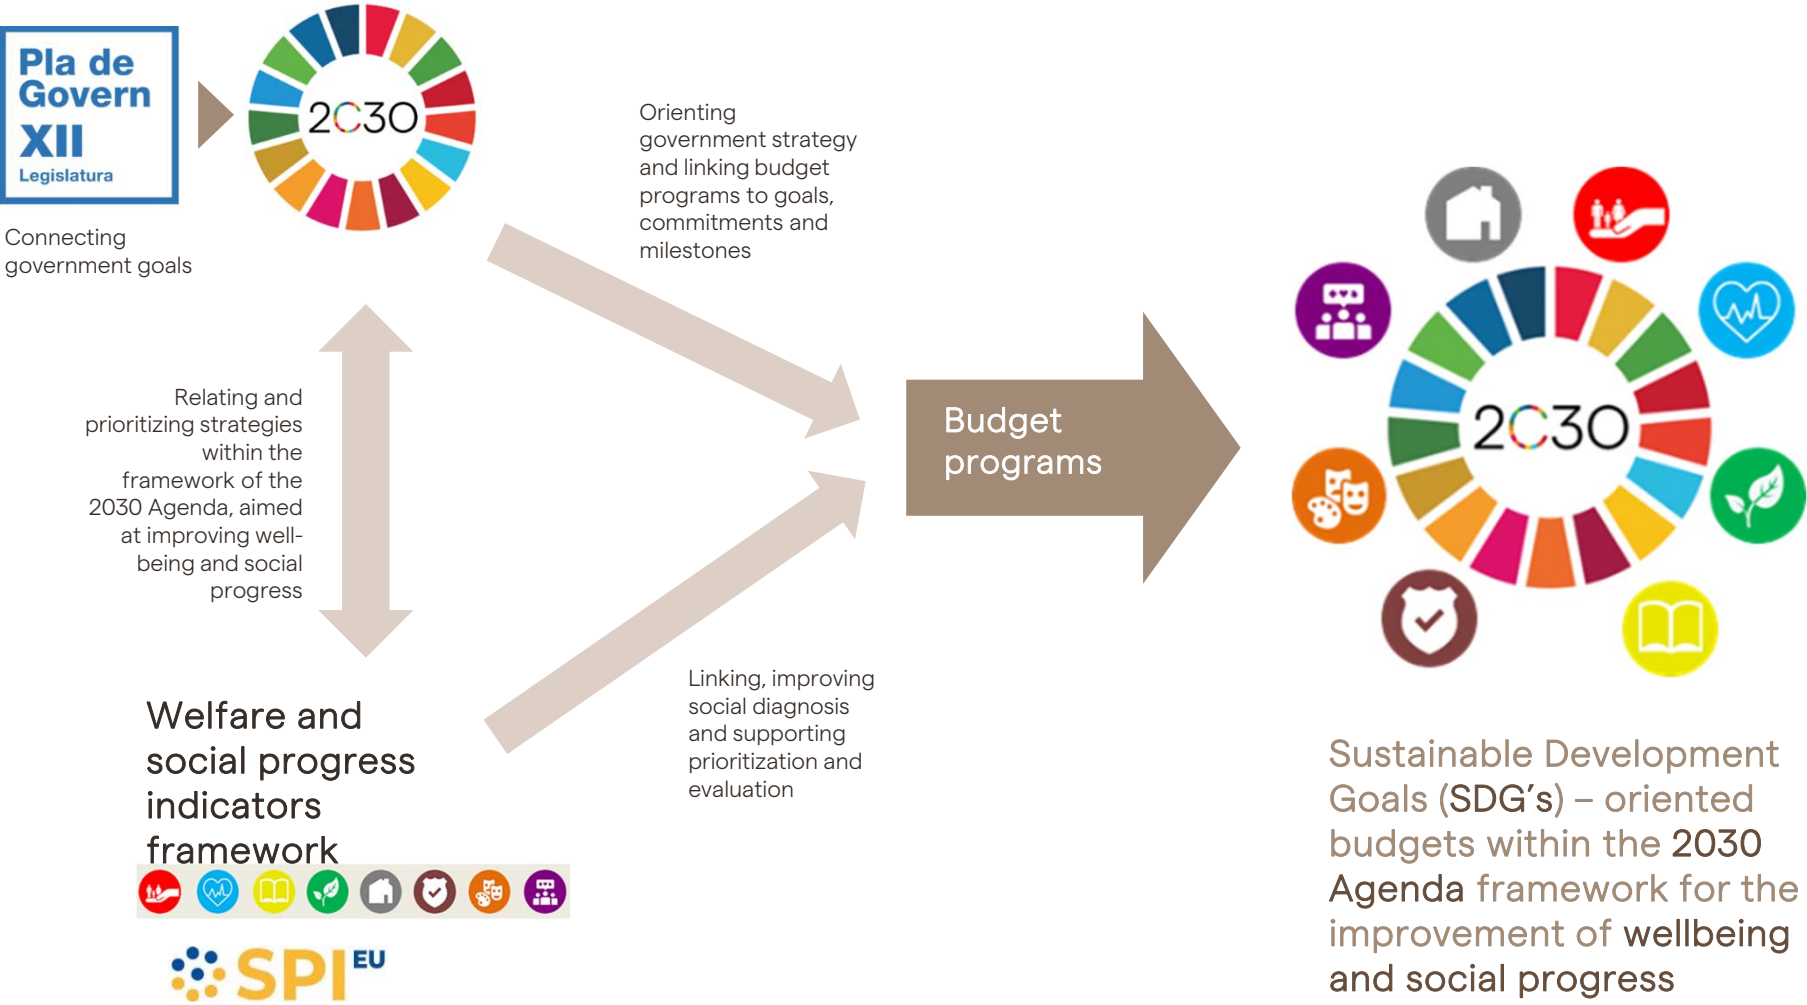 Pla de
Govern
XII
Legislatura
2030
Connecting
government goals
Orienting
government strategy
and linking budget
programs to goals,
commitments and
milestones
Relating and
prioritizing strategies
within the
framework of the
2030 Agenda, aimed
at improving well-
being and social
progress
Budget
programs
2030
Linking, improving
social diagnosis
and supporting
prioritization and
evaluation
Welfare and
social progress
indicators
framework
SPI EU
Sustainable Development
Goals (SDG’s) – oriented
budgets within the 2030
Agenda framework for the
improvement of wellbeing
and social progress